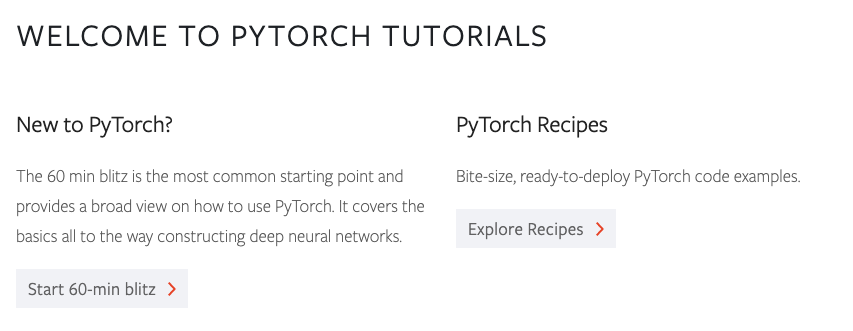 WELCOME TO PYTORCH TUTORIALS
New to PyTorch?
The 60 min blitz is the most common starting point and
provides a broad view on how to use PyTorch. It covers the
basics all to the way constructing deep neural networks.
Start 60-min blitz
PyTorch Recipes
Bite-size, ready-to-deploy PyTorch code examples.
Explore Recipes